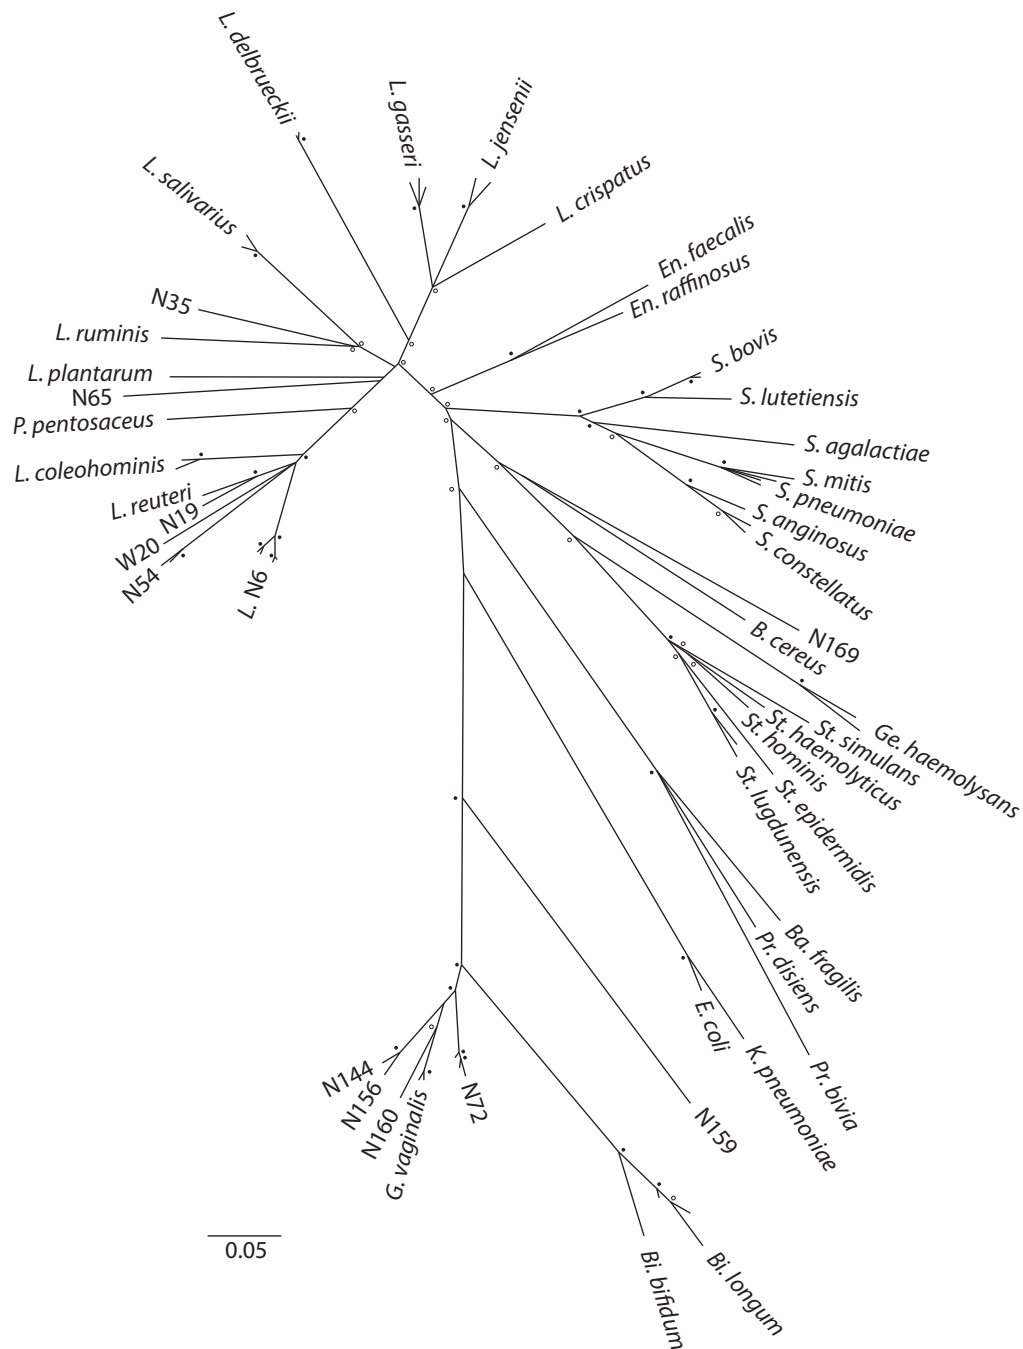 L. delbrueckii
L. gasseri
L. jensenii
L. crispatus
L. salivarius
En. faecalis
En. raffinosus
N35
L. ruminis
S. bovis
L. plantarum
N65
S. lutetiensis
P. pentosaceus
S. agalactiae
L. coleohominis
S. mitis
L. reuteri
S. pneumoniae
N19
S. anginosus
W20
S. constellatus
N54
L. N6
N169
B. cereus
Ge. haemolysans
St. simulans
St. haemolyticus
St. hominis
St. epidermidis
St. lugdunensis
Ba. fragilis
Pr. disiens
Pr. bivia
E. coli
K. pneumoniae
N144
N156
N160
G. vaginalis
N72
N159
0.05
Bi. bifidum
Bi. longum